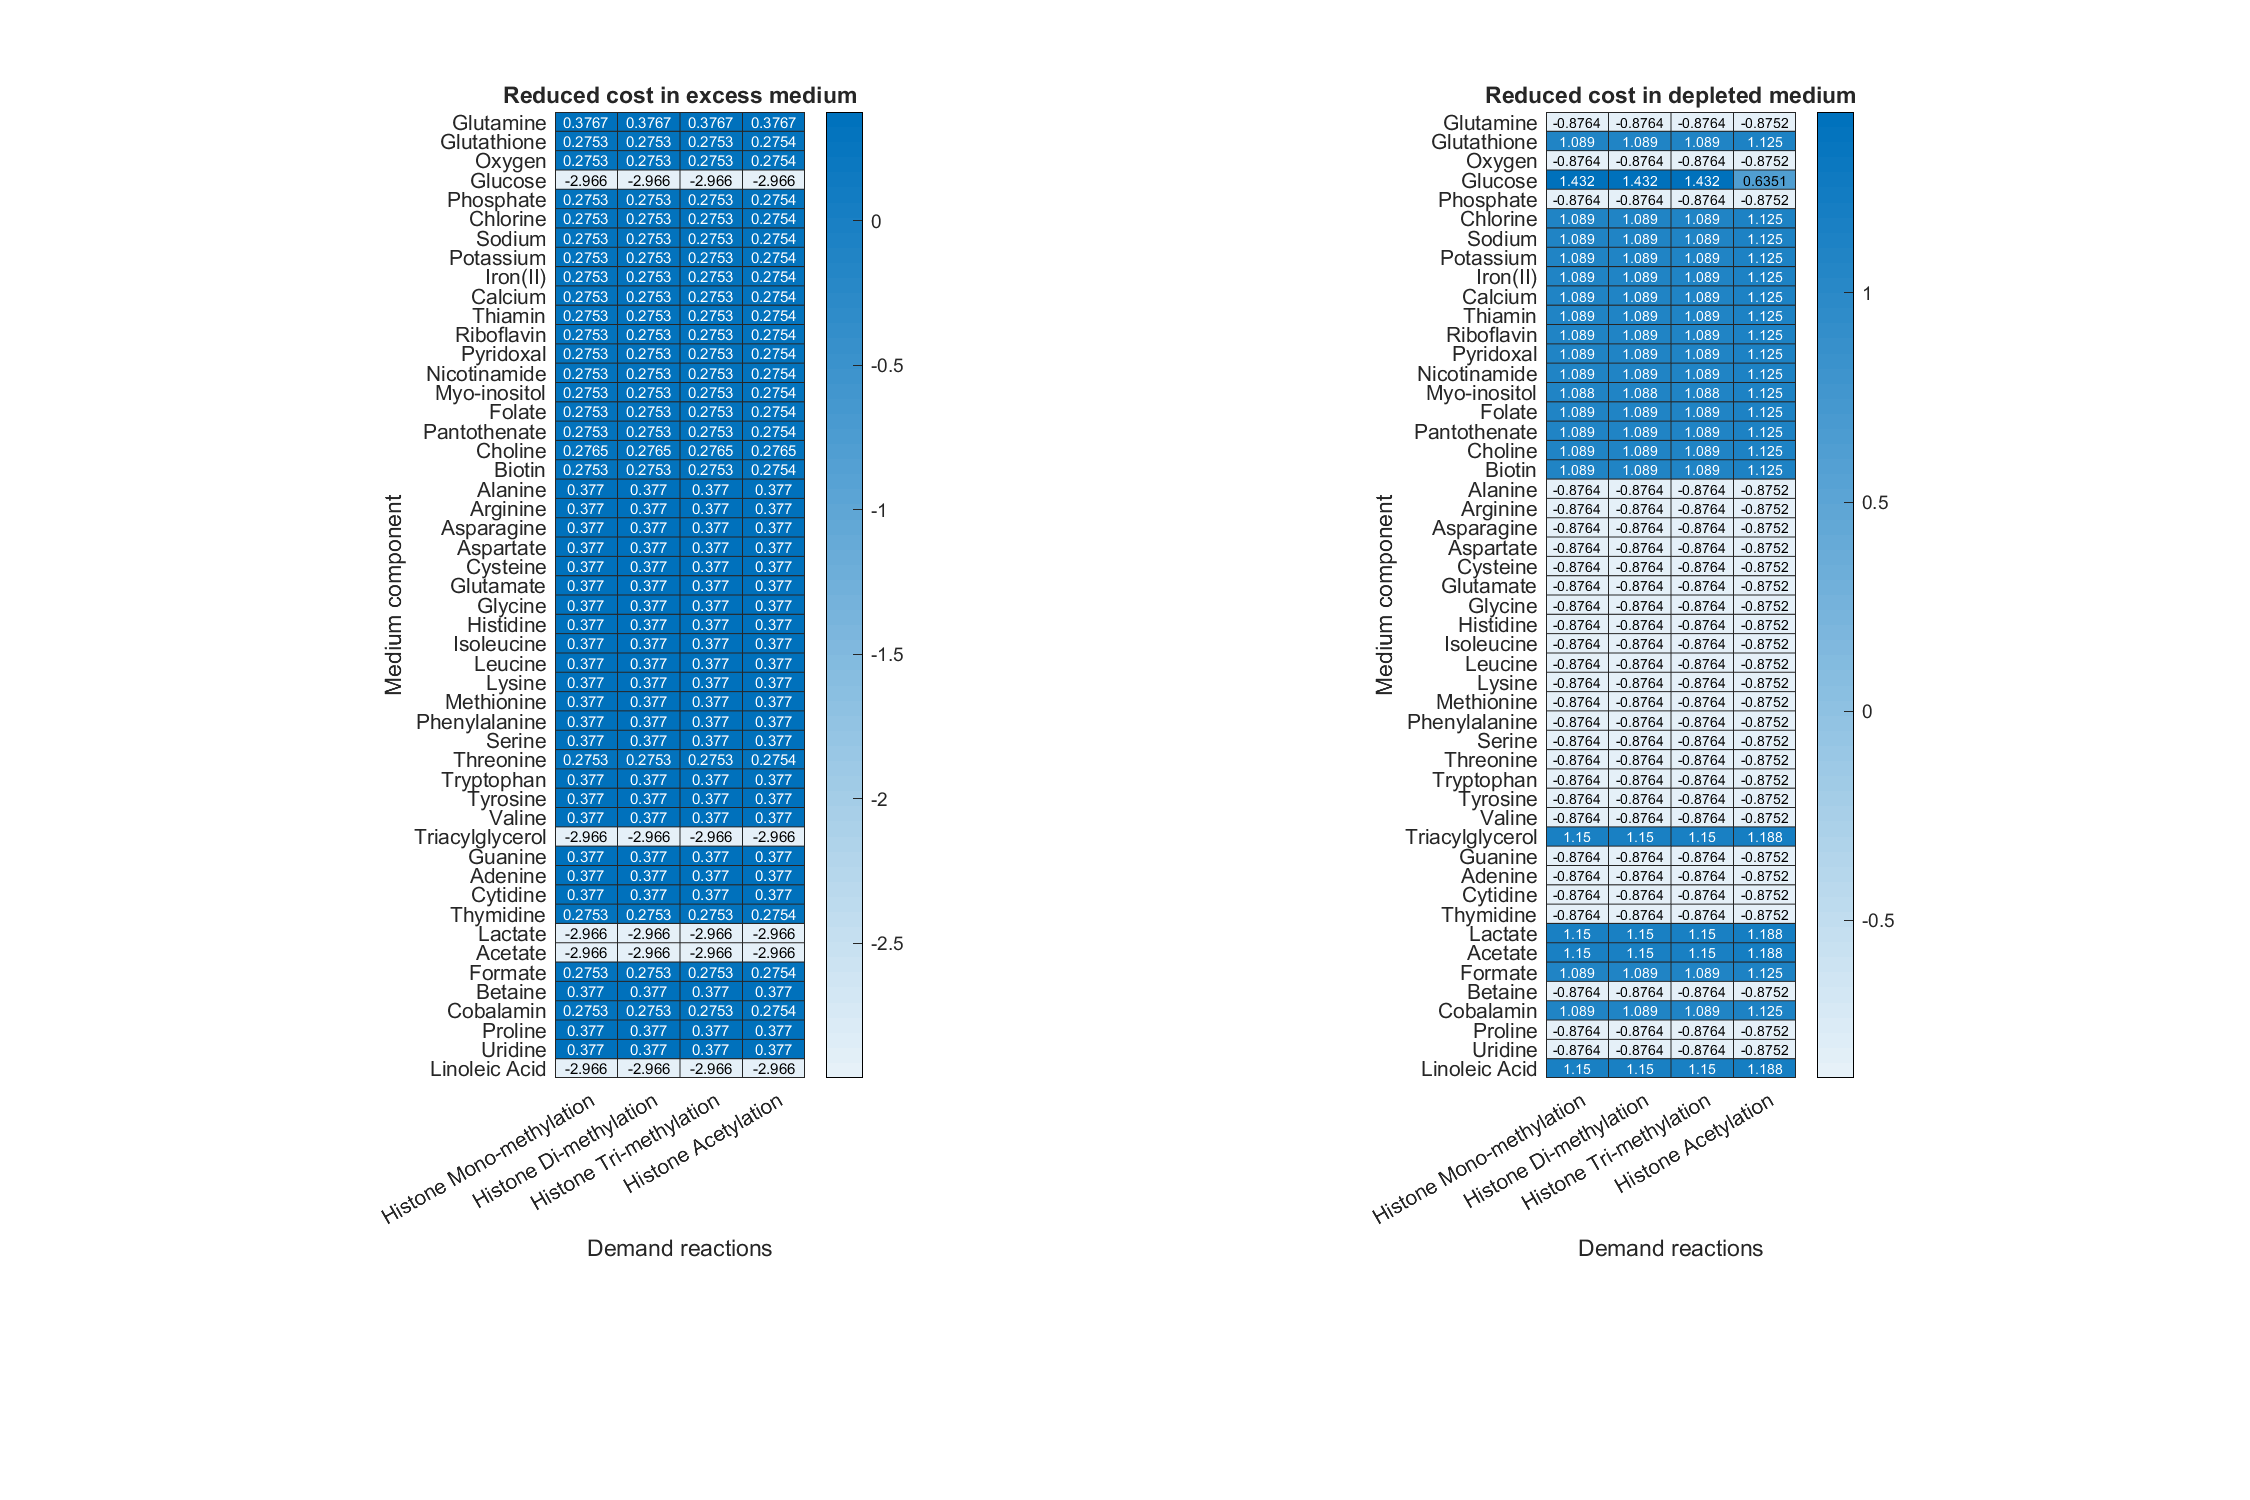 Reduced cost in excess medium
Glutamine 0.3767 0.3767 0.3767 0.3767
Glutathione 0.2753 0.2753 0.2753 0.2754
Oxygen 0.2753 0.2753 0.2753 0.2754
Glucose -2.966 -2.966 -2.966 -2.966
Phosphate 0.2753 0.2753 0.2753 0.2754
Chlorine 0.2753 0.2753 0.2753 0.2754
Sodium 0.2753 0.2753 0.2753 0.2754
Potassium 0.2753 0.2753 0.2753 0.2754
Iron(II) 0.2753 0.2753 0.2753 0.2754
Calcium 0.2753 0.2753 0.2753 0.2754
Thiamin 0.2753 0.2753 0.2753 0.2754
Riboflavin 0.2753 0.2753 0.2753 0.2754
Pyridoxal 0.2753 0.2753 0.2753 0.2754
Nicotinamide 0.2753 0.2753 0.2753 0.2754
Myo-inositol 0.2753 0.2753 0.2753 0.2754
Folate 0.2753 0.2753 0.2753 0.2754
Pantothenate 0.2753 0.2753 0.2753 0.2754
Choline 0.2765 0.2765 0.2765 0.2765
Biotin 0.2753 0.2753 0.2753 0.2754
Alanine 0.377 0.377 0.377 0.377
Arginine 0.377 0.377 0.377 0.377
Asparagine 0.377 0.377 0.377 0.377
Aspartate 0.377 0.377 0.377 0.377
Cysteine 0.377 0.377 0.377 0.377
Glutamate 0.377 0.377 0.377 0.377
Glycine 0.377 0.377 0.377 0.377
Histidine 0.377 0.377 0.377 0.377
Isoleucine 0.377 0.377 0.377 0.377
Leucine 0.377 0.377 0.377 0.377
Lysine 0.377 0.377 0.377 0.377
Methionine 0.377 0.377 0.377 0.377
Phenylalanine 0.377 0.377 0.377 0.377
Serine 0.377 0.377 0.377 0.377
Threonine 0.2753 0.2753 0.2753 0.2754
Tryptophan 0.377 0.377 0.377 0.377
Tyrosine 0.377 0.377 0.377 0.377
Valine 0.377 0.377 0.377 0.377
Triacylglycerol -2.966 -2.966 -2.966 -2.966
Guanine 0.377 0.377 0.377 0.377
Adenine 0.377 0.377 0.377 0.377
Cytidine 0.377 0.377 0.377 0.377
Thymidine 0.2753 0.2753 0.2753 0.2754
Lactate -2.966 -2.966 -2.966 -2.966
Acetate -2.966 -2.966 -2.966 -2.966
Formate 0.2753 0.2753 0.2753 0.2754
Betaine 0.377 0.377 0.377 0.377
Cobalamin 0.2753 0.2753 0.2753 0.2754
Proline 0.377 0.377 0.377 0.377
Uridine 0.377 0.377 0.377 0.377
Linoleic Acid -2.966 -2.966 -2.966 -2.966
Medium component
0
-0.5
-1
-1.5
-2
-2.5
Histone Mono-methylation
Histone Di-methylation
Histone Tri-methylation
Histone Acetylation
Demand reactions
Reduced cost in depleted medium
Glutamine -0.8764 -0.8764 -0.8764 -0.8752
Glutathione 1.089 1.089 1.089 1.125
Oxygen -0.8764 -0.8764 -0.8764 -0.8752
Glucose 1.432 1.432 1.432 0.6351
Phosphate -0.8764 -0.8764 -0.8764 -0.8752
Chlorine 1.089 1.089 1.089 1.125
Sodium 1.089 1.089 1.089 1.125
Potassium 1.089 1.089 1.089 1.125
Iron(II) 1.089 1.089 1.089 1.125
Calcium 1.089 1.089 1.089 1.125
Thiamin 1.089 1.089 1.089 1.125
Riboflavin 1.089 1.089 1.089 1.125
Pyridoxal 1.089 1.089 1.089 1.125
Nicotinamide 1.089 1.089 1.089 1.125
Myo-inositol 1.088 1.088 1.088 1.125
Folate 1.089 1.089 1.089 1.125
Pantothenate 1.089 1.089 1.089 1.125
Choline 1.089 1.089 1.089 1.125
Biotin 1.089 1.089 1.089 1.125
Alanine -0.8764 -0.8764 -0.8764 -0.8752
Arginine -0.8764 -0.8764 -0.8764 -0.8752
Asparagine -0.8764 -0.8764 -0.8764 -0.8752
Aspartate -0.8764 -0.8764 -0.8764 -0.8752
Cysteine -0.8764 -0.8764 -0.8764 -0.8752
Glutamate -0.8764 -0.8764 -0.8764 -0.8752
Glycine -0.8764 -0.8764 -0.8764 -0.8752
Histidine -0.8764 -0.8764 -0.8764 -0.8752
Isoleucine -0.8764 -0.8764 -0.8764 -0.8752
Leucine -0.8764 -0.8764 -0.8764 -0.8752
Lysine -0.8764 -0.8764 -0.8764 -0.8752
Methionine -0.8764 -0.8764 -0.8764 -0.8752
Phenylalanine -0.8764 -0.8764 -0.8764 -0.8752
Serine -0.8764 -0.8764 -0.8764 -0.8752
Threonine -0.8764 -0.8764 -0.8764 -0.8752
Tryptophan -0.8764 -0.8764 -0.8764 -0.8752
Tyrosine -0.8764 -0.8764 -0.8764 -0.8752
Valine -0.8764 -0.8764 -0.8764 -0.8752
Triacylglycerol 1.15 1.15 1.15 1.188
Guanine -0.8764 -0.8764 -0.8764 -0.8752
Adenine -0.8764 -0.8764 -0.8764 -0.8752
Cytidine -0.8764 -0.8764 -0.8764 -0.8752
Thymidine -0.8764 -0.8764 -0.8764 -0.8752
Lactate 1.15 1.15 1.15 1.188
Acetate 1.15 1.15 1.15 1.188
Formate 1.089 1.089 1.089 1.125
Betaine -0.8764 -0.8764 -0.8764 -0.8752
Cobalamin 1.089 1.089 1.089 1.125
Proline -0.8764 -0.8764 -0.8764 -0.8752
Uridine -0.8764 -0.8764 -0.8764 -0.8752
Linoleic Acid 1.15 1.15 1.15 1.188
Medium component
1
0.5
0
-0.5
Histone Mono-methylation
Histone Di-methylation
Histone Tri-methylation
Histone Acetylation
Demand reactions